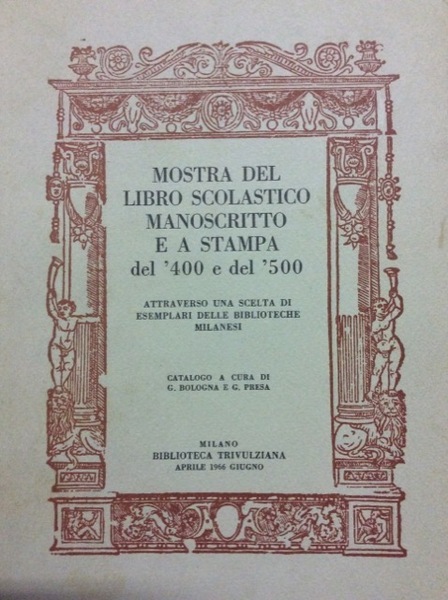 MOSTRA DEL
LIBRO SCOLASTICO
MANOSCRITTO
E A STAMPA
del '400 e del '500
ATTRAVERSO UNA SCELTA DI
ESEMPLARI DELLE BIBLIOTECHE
MILANESI
CATALOGO A CURA DI
G. BOLOGNA E G. PRESA
MILANO
BIBLIOTECA TRIVULZIANA
APRILE 1966 GIUGNO